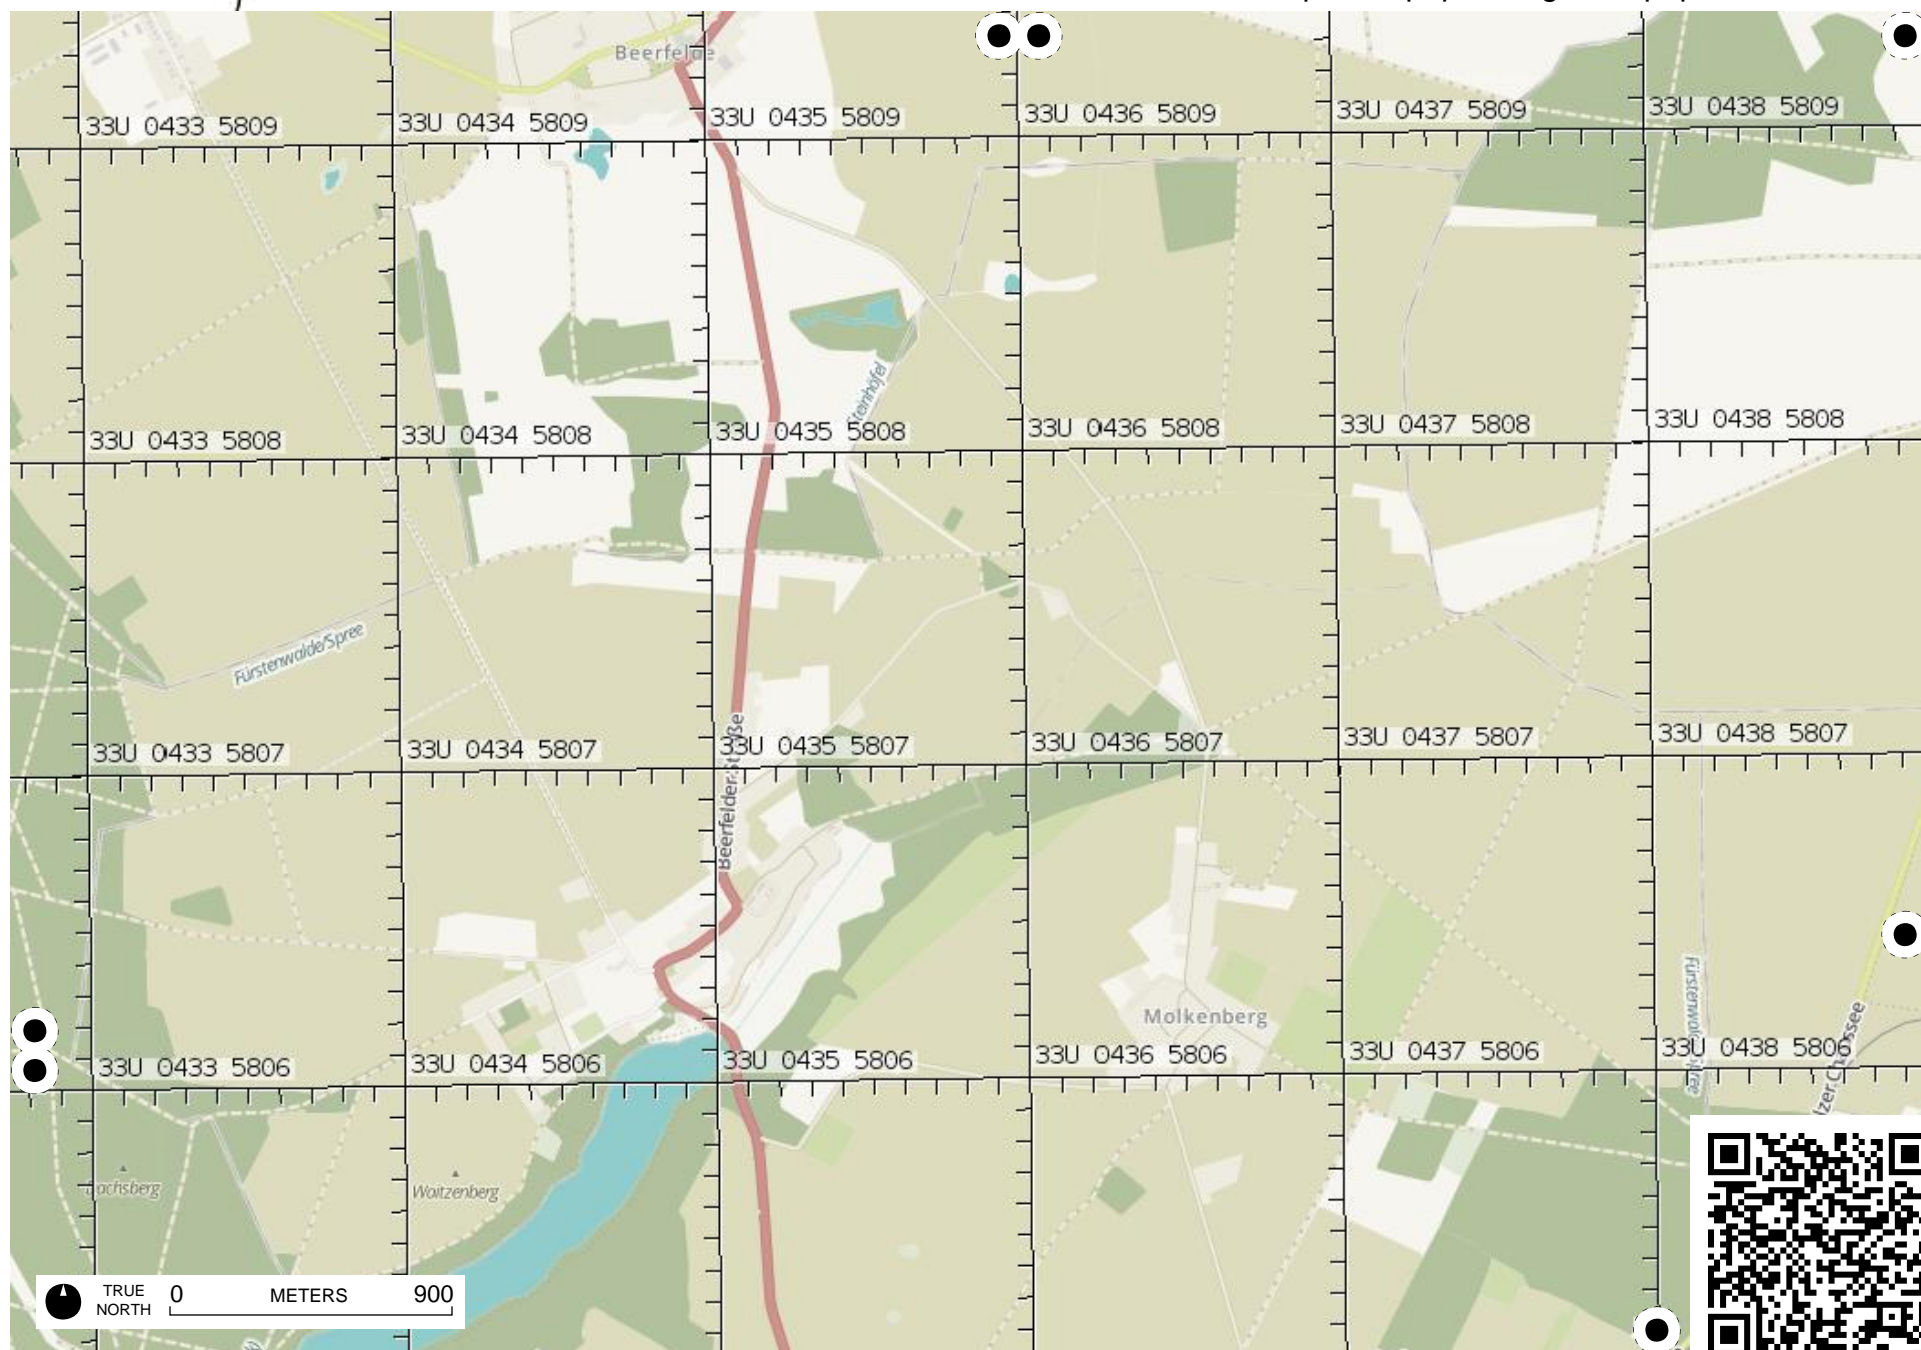 Beerfelde
33U 0433 5809
33U 0434 5809
33U 0435 5809
33U 0436 5809
33U 0437 5809
33U 0438 5809
Steinhöfel
33U 0433 5808
33U 0434 5808
33U 0435 5808
33U 0436 5808
33U 0437 5808
33U 0438 5808
Fürstenwalde/Spree
33U 0433 5807
33U 0434 5807
33U 0435 5807
33U 0436 5807
33U 0437 5807
33U 0438 5807
Beerfelder Straße
Molkenberg
33U 0433 5806
33U 0434 5806
33U 0435 5806
33U 0436 5806
33U 0437 5806
33U 0438 5806
Waitzenberg
TRUE NORTH
0 METERS 900